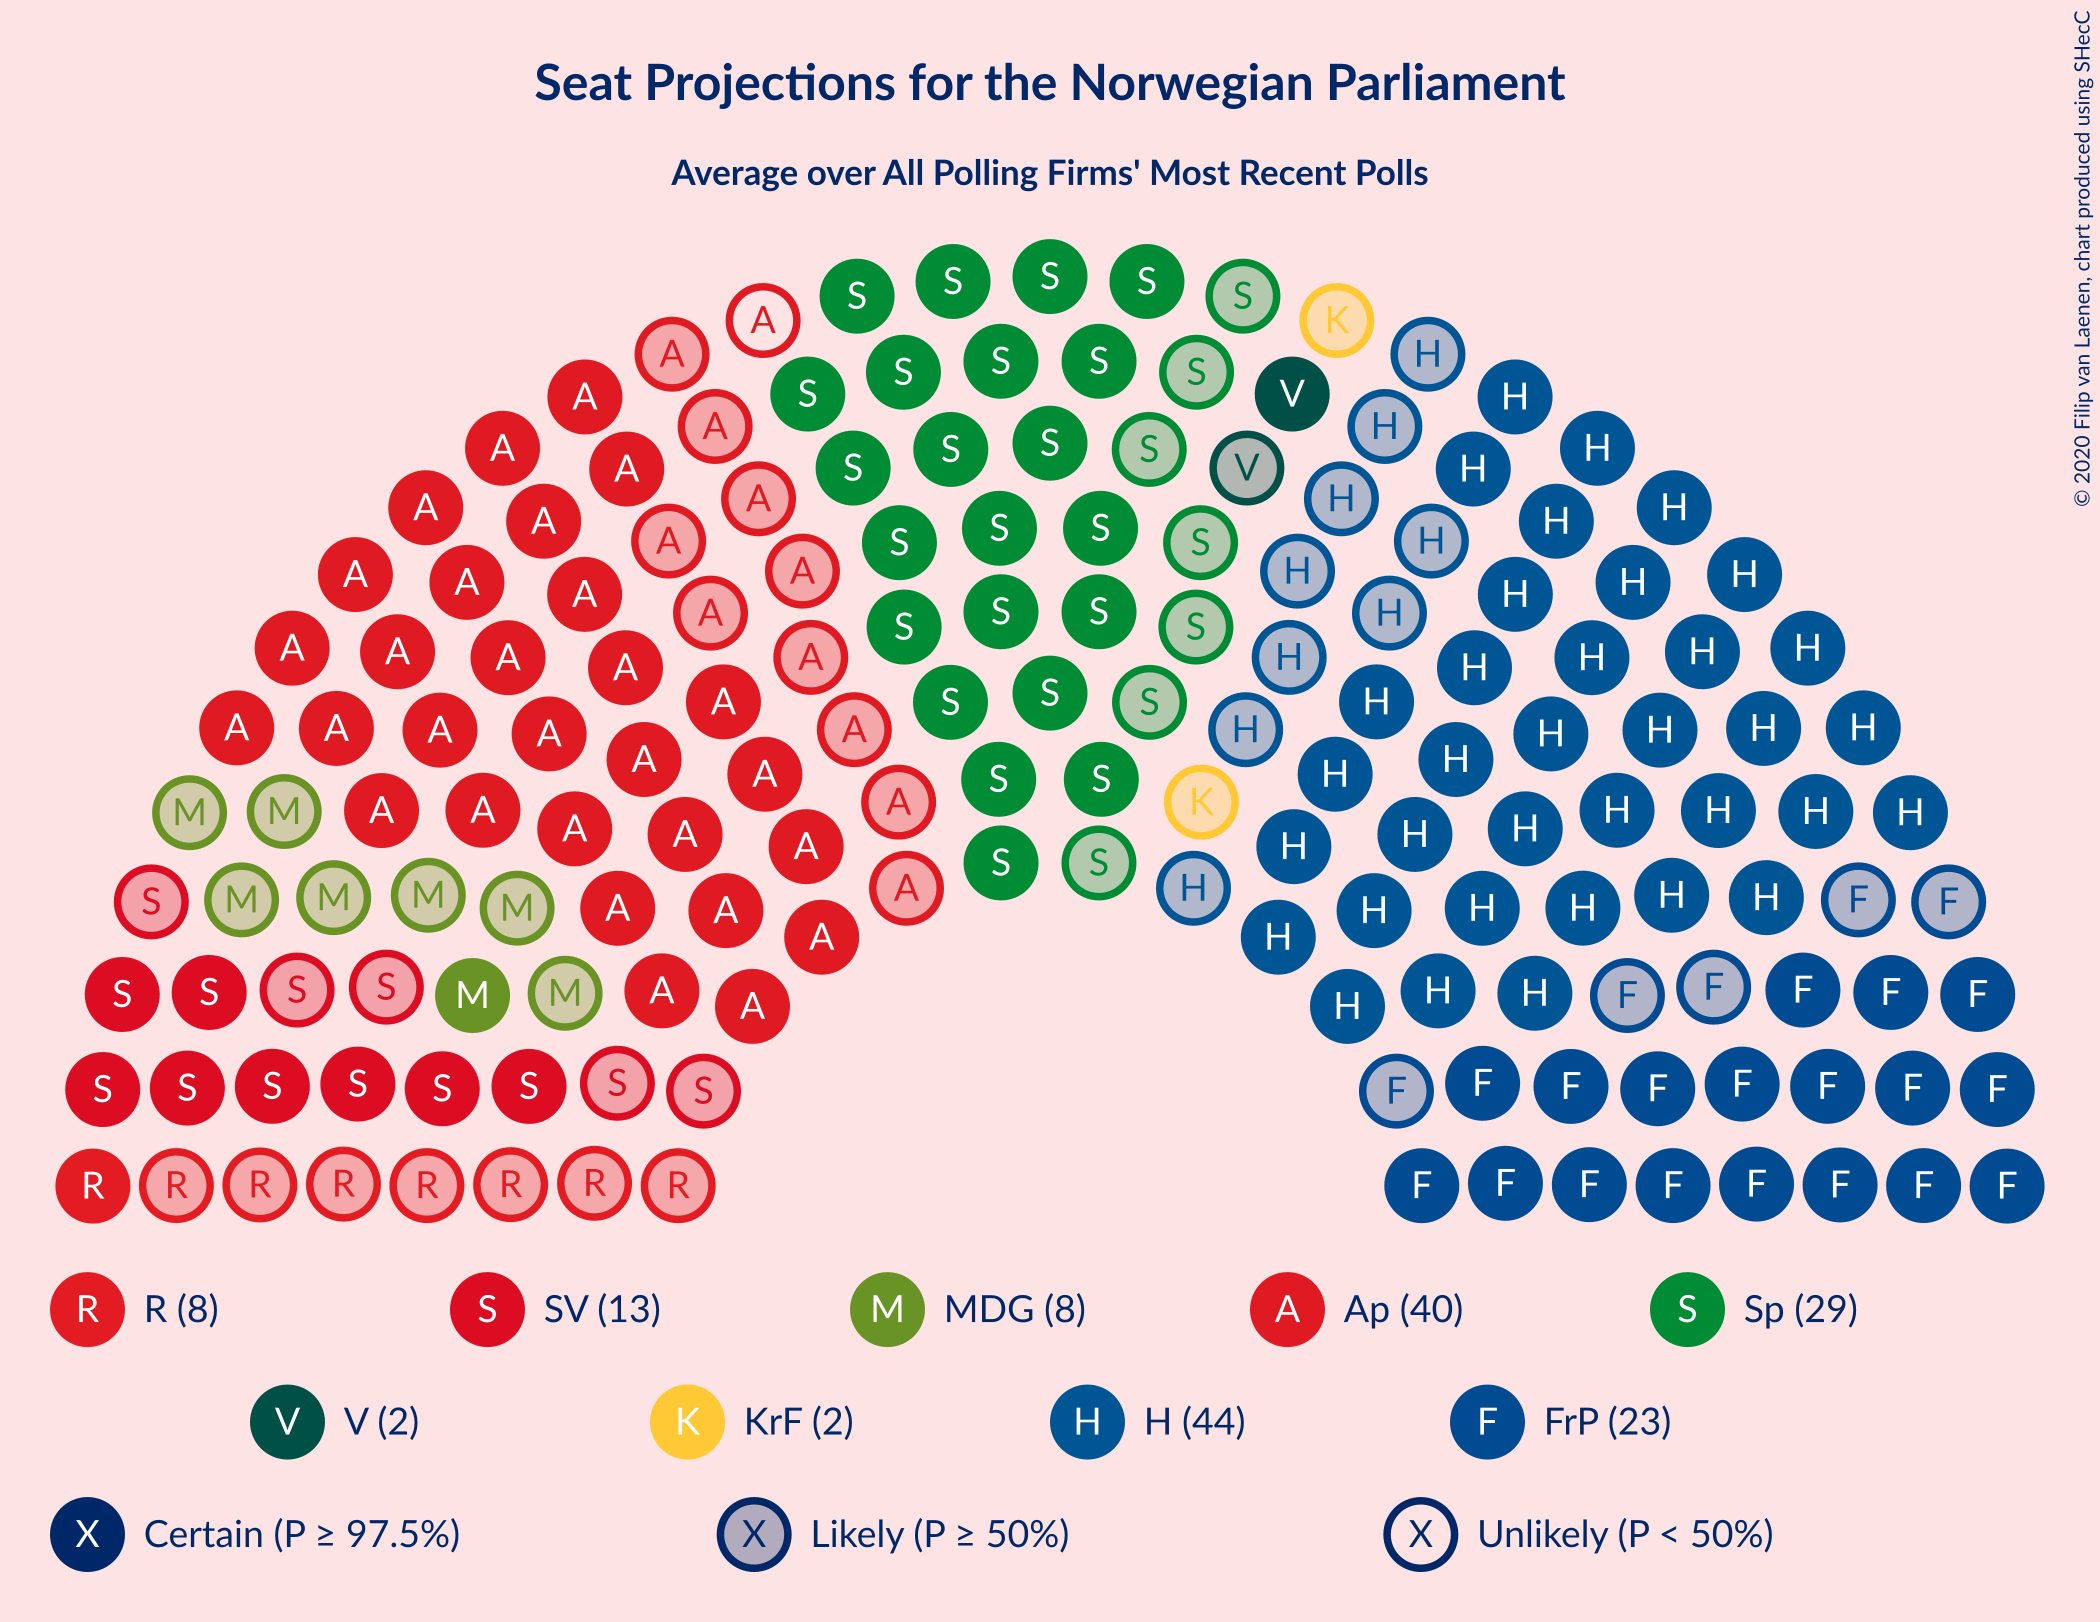 Seat Projections for the Norwegian Parliament
Average over All Polling Firms' Most Recent Polls
© 2020 Filip van Laenen, chart produced using SHecC
S S S S S K
A A S S S S S V H H
A A S S S S V H H H
A A A S S S S H H H H
A A A A S S S S H H H H
A A A A A S S S H H H H H
A A A A A A S S K H H H H H H
M M A A A A A S S H H H H H H H
S M M M M A A A A H H H H H H F F
S S S S M M A A H H H F F F F F
S S S S S S S S F F F F F F F F
R R R R R R R R F F F F F F F F
R R (8) S SV (13) M MDG (8) A Ap (40) S Sp (29)
V V (2) K KrF (2) H H (44) F FrP (23)
X Certain (P ≥ 97.5%) X Likely (P ≥ 50%) X Unlikely (P < 50%)